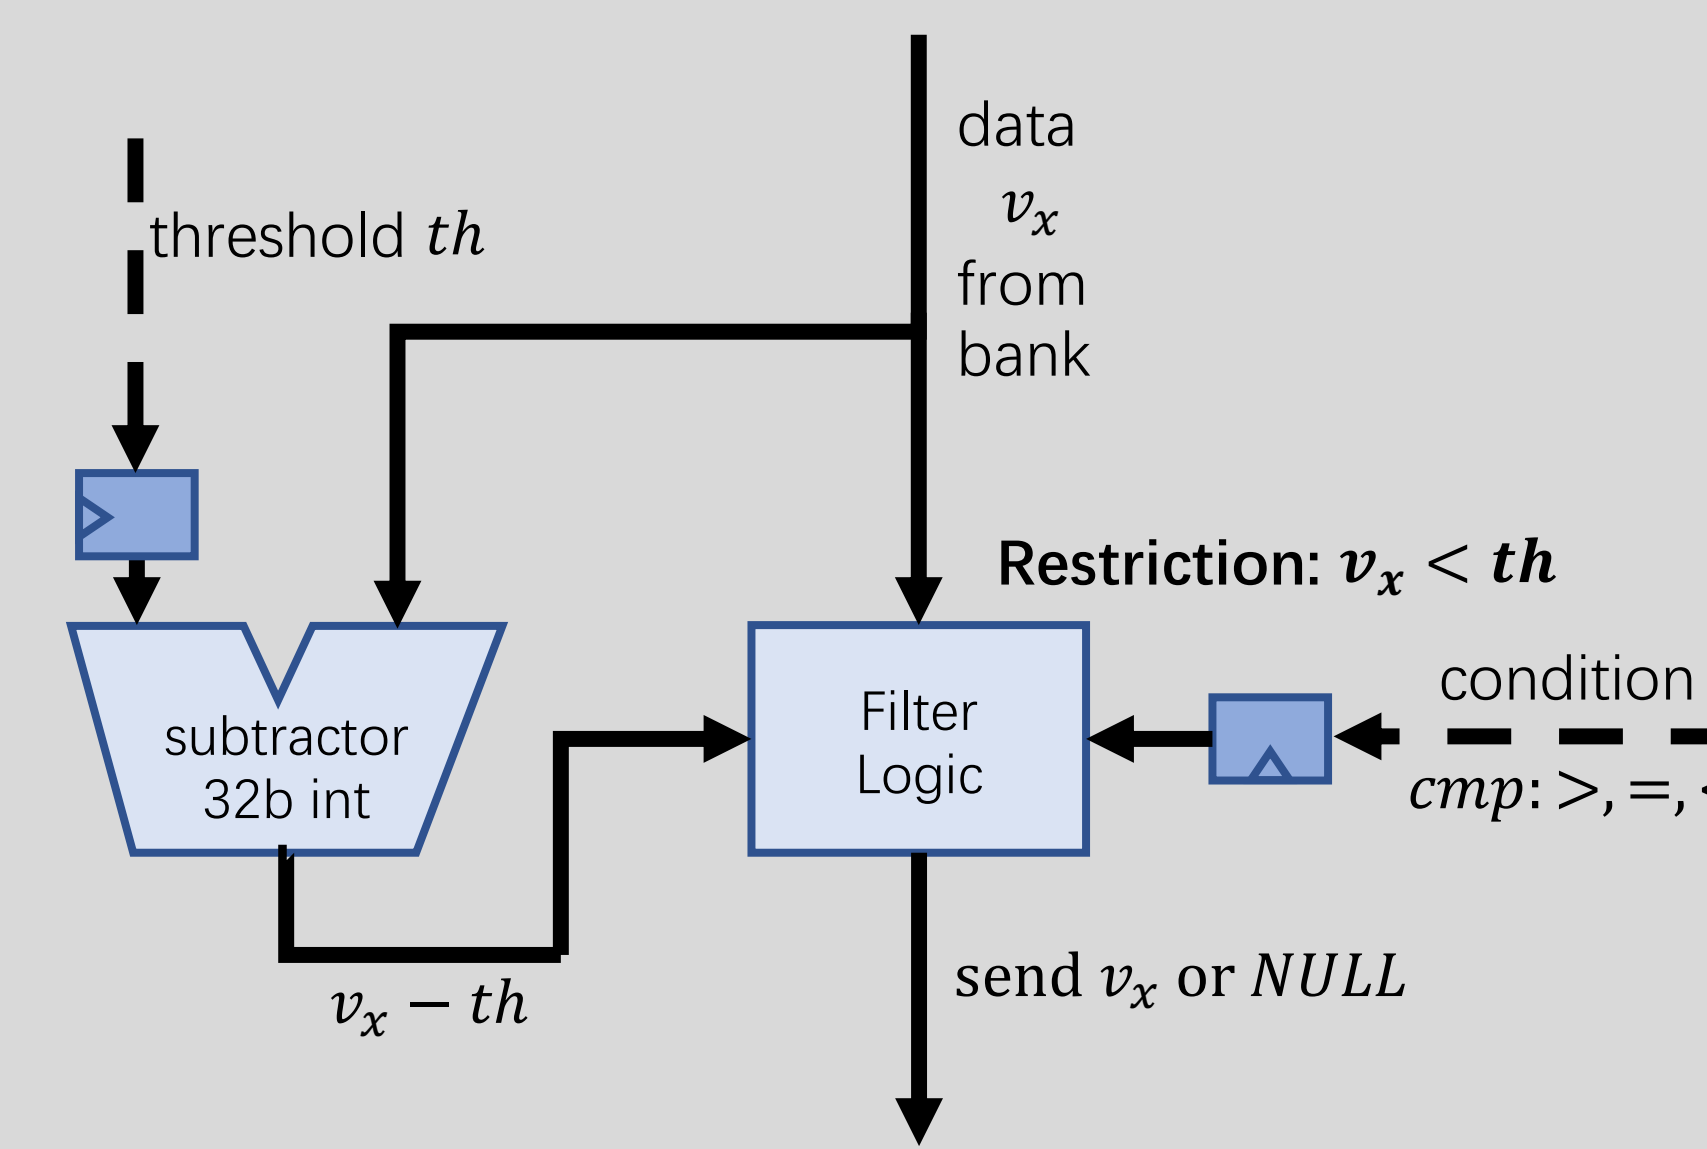 data
vₓ
from
bank
threshold th
Restriction: vₓ < th
condition
cmp: >, =, <
subtractor
32b int
Filter
Logic
vₓ − th
send vₓ or NULL